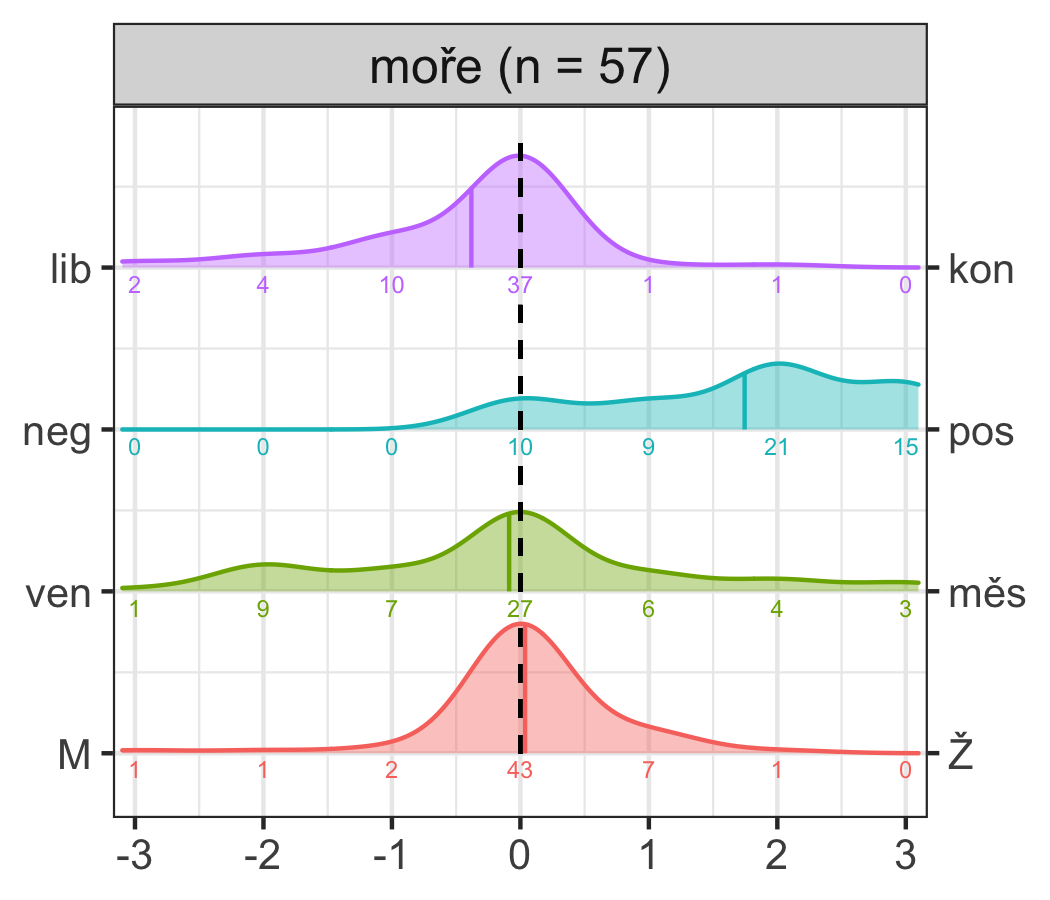 moře (n = 57)
lib kon
2 4 10 37 1 1 0
neg pos
0 0 0 10 9 21 15
ven měs
1 9 7 27 6 4 3
M Ž
1 1 2 43 7 1 0
-3 -2 -1 0 1 2 3